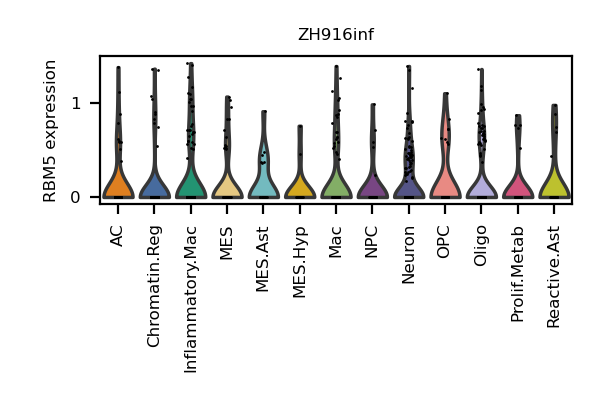 ZH916inf
RBM5 expression
1
0
AC
Chromatin.Reg
Inflammatory.Mac
MES
MES.Ast
MES.Hyp
Mac
NPC
Neuron
OPC
Oligo
Prolif.Metab
Reactive.Ast